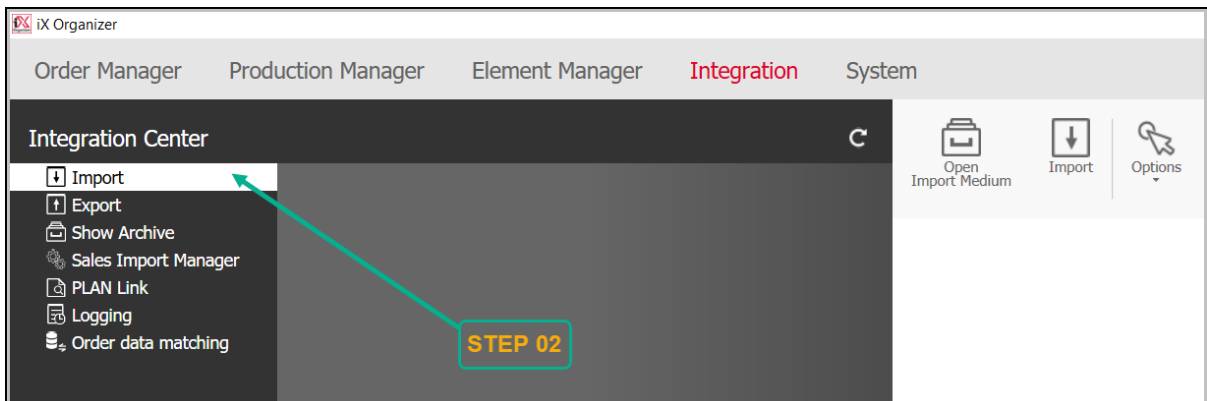 iX Organizer
Order Manager Production Manager Element Manager Integration System
Integration Center
Import
Export
Show Archive
Sales Import Manager
PLAN Link
Logging
Order data matching
STEP 02
Open
Import Medium
Import
Options